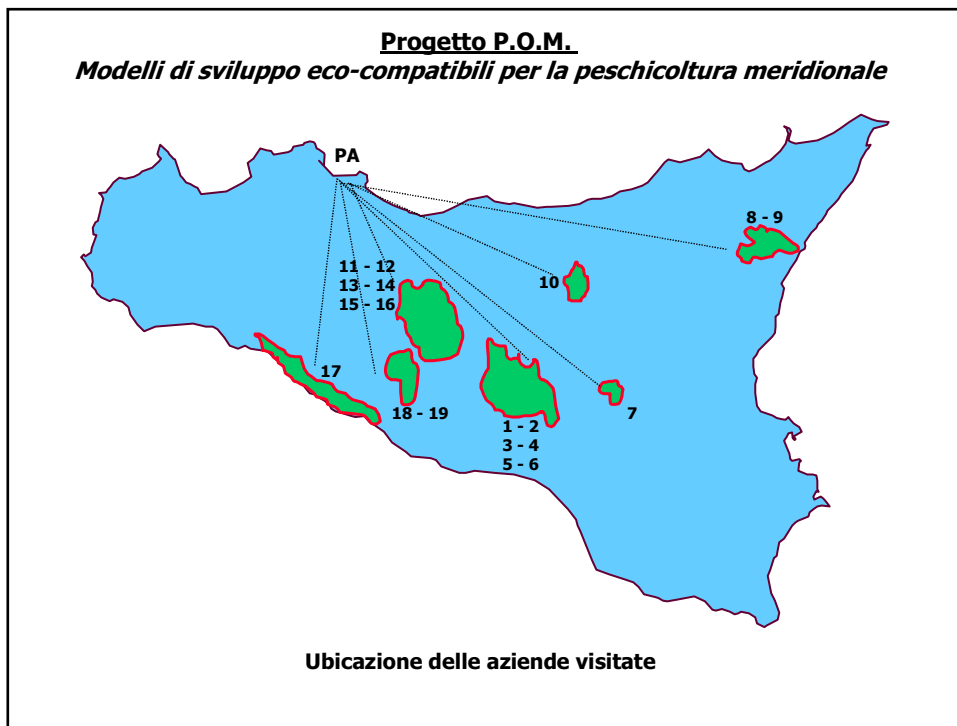 Progetto P.O.M.
Modelli di sviluppo eco-compatibili per la peschicoltura meridionale
PA
8 - 9
11 - 12
13 - 14
15 - 16
10
17
18 - 19
7
1 - 2
3 - 4
5 - 6
Ubicazione delle aziende visitate